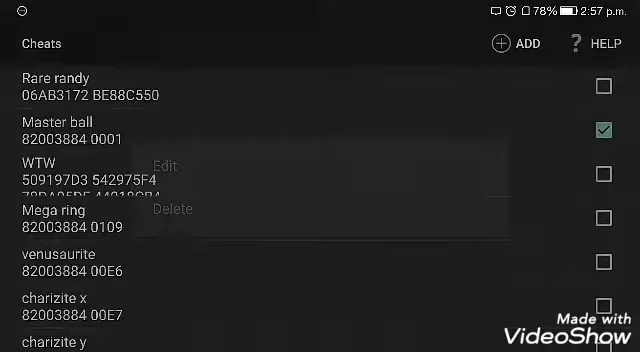 78% 2:57 p.m.
Cheats
ADD
? HELP
Rare randy
06AB3172 BE88C550
Master ball
82003884 0001
WTW
509197D3 542975F4
Edit
Mega ring
82003884 0109
Delete
venusaurite
82003884 00E6
charizite x
82003884 00E7
charizite y
Made with
VideoShow